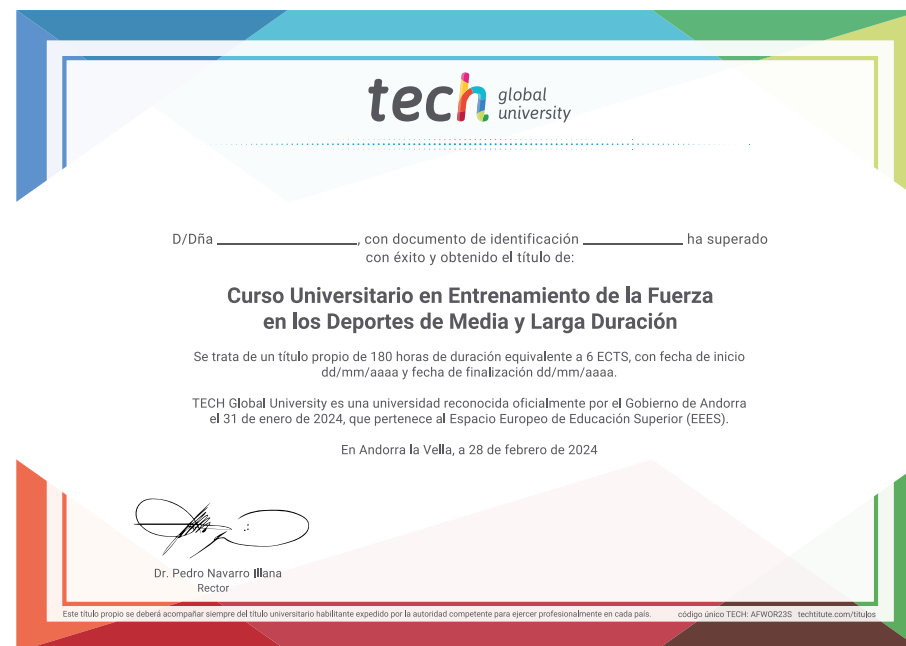 tech global
university
D/Dña ____________________, con documento de identificación ______________ ha superado
con éxito y obtenido el título de:
Curso Universitario en Entrenamiento de la Fuerza
en los Deportes de Media y Larga Duración
Se trata de un título propio de 180 horas de duración equivalente a 6 ECTS, con fecha de inicio
dd/mm/aaaa y fecha de finalización dd/mm/aaaa.
TECH Global University es una universidad reconocida oficialmente por el Gobierno de Andorra
el 31 de enero de 2024, que pertenece al Espacio Europeo de Educación Superior (EEES).
En Andorra la Vella, a 28 de febrero de 2024
Dr. Pedro Navarro Illana
Rector
Este título propio se deberá acompañar siempre del título universitario habilitante expedido por la autoridad competente para ejercer profesionalmente en cada país. código único TECH: AFWOR23S techtitute.com/titulos